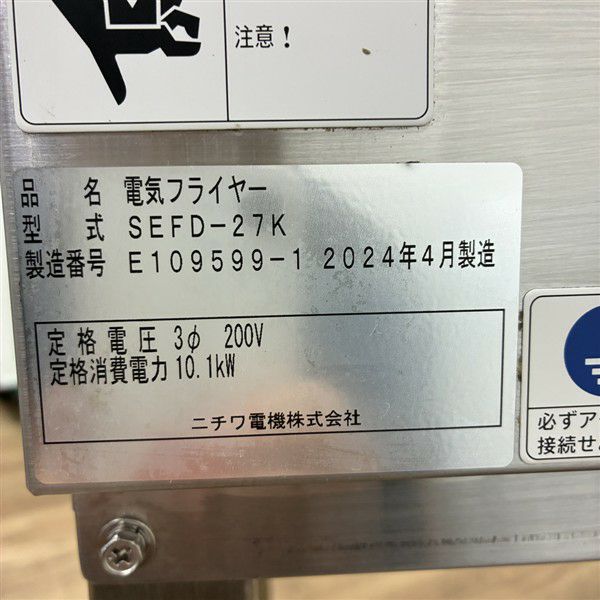 注意！
品名 電気フライヤー
型式 SEFD-27K
製造番号 E109599-1 2024年4月製造
定格電圧 3φ 200V
定格消費電力 10.1kW
ニチワ電機株式会社
必ずア
接続せ